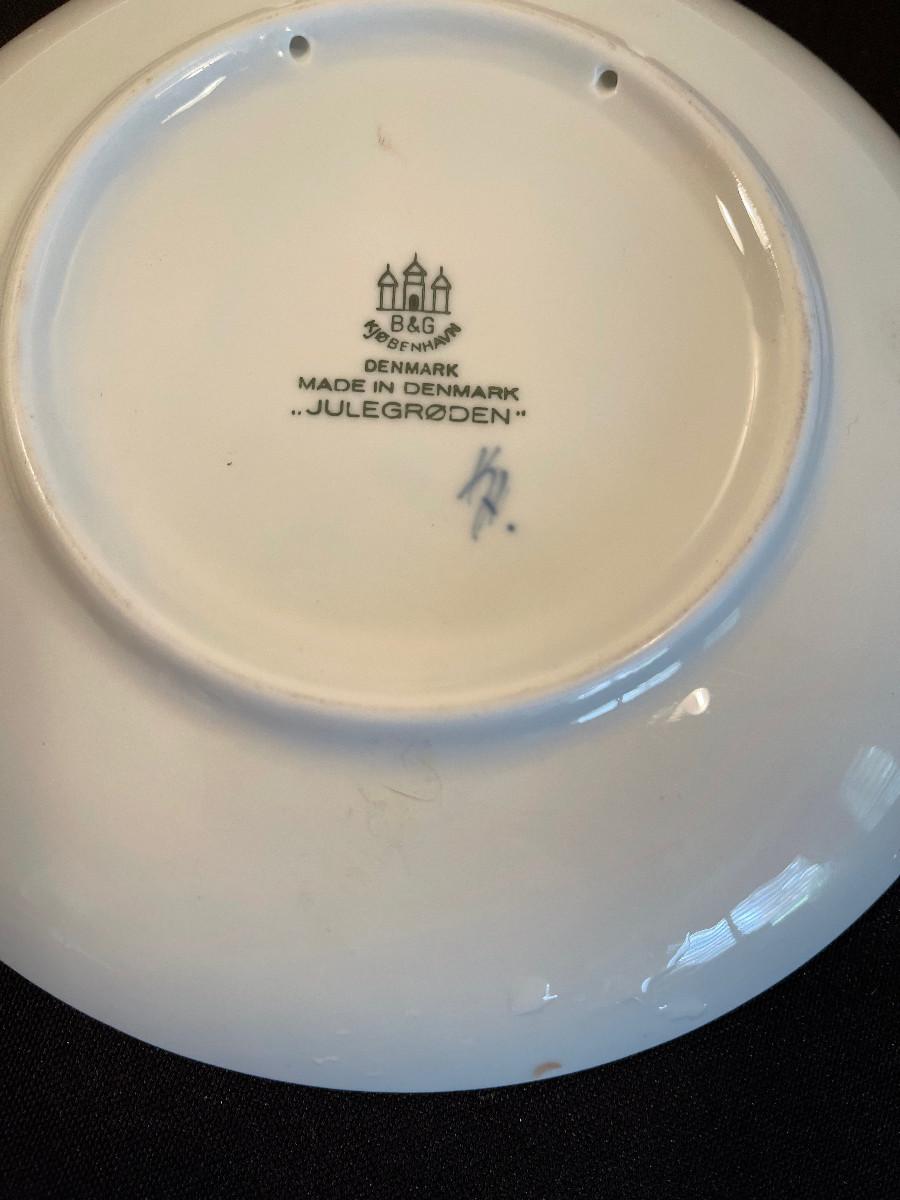 B&G
KJØBENHAVN
DENMARK
MADE IN DENMARK
„JULEGRØDEN"